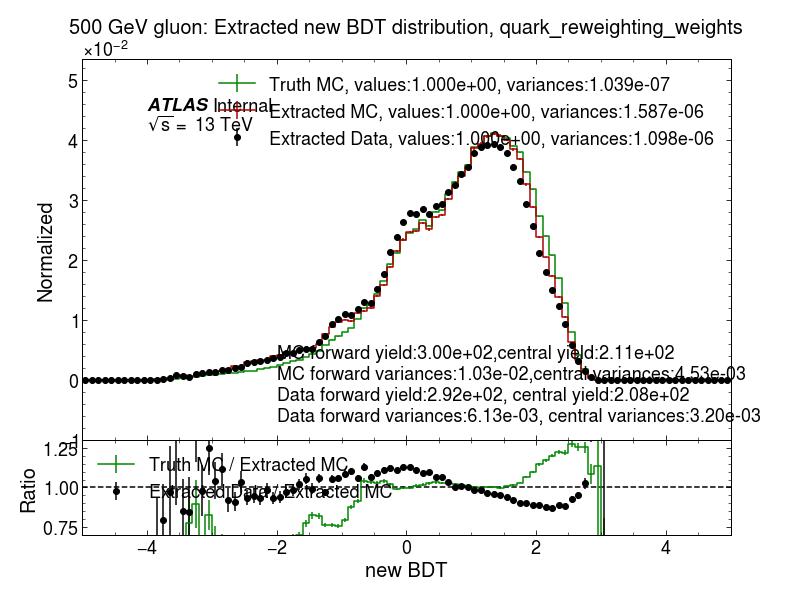 500 GeV gluon: Extracted new BDT distribution, quark_reweighting_weights
×10⁻²
Truth MC, values:1.000e+00, variances:1.039e-07
ATLAS Internal
Extracted MC, values:1.000e+00, variances:1.587e-06
√s = 13 TeV
Extracted Data, values:1.000e+00, variances:1.098e-06
Normalized
5
4
3
2
1
0
−1
MC forward yield:3.00e+02,central yield:2.11e+02
MC forward variances:1.03e-02,central variances:4.53e-03
Data forward yield:2.92e+02, central yield:2.08e+02
Data forward variances:6.13e-03, central variances:3.20e-03
Ratio
1.25
1.00
0.75
Truth MC / Extracted MC
Extracted Data / Extracted MC
−4 −2 0 2 4
new BDT